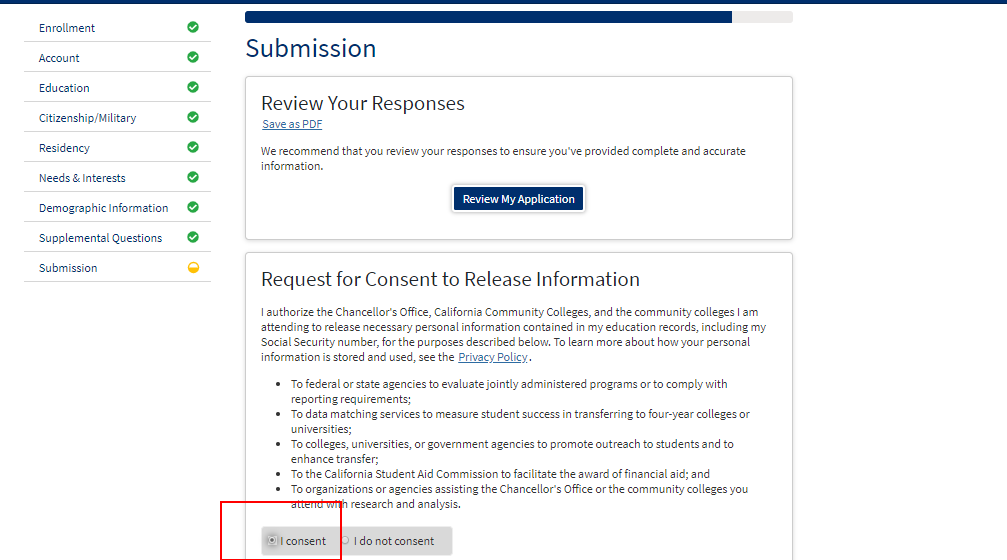 Enrollment
Account
Education
Citizenship/Military
Residency
Needs & Interests
Demographic Information
Supplemental Questions
Submission
Submission
Review Your Responses
Save as PDF
We recommend that you review your responses to ensure you've provided complete and accurate
information.
Review My Application
Request for Consent to Release Information
I authorize the Chancellor's Office, California Community Colleges, and the community colleges I am
attending to release necessary personal information contained in my education records, including my
Social Security number, for the purposes described below. To learn more about how your personal
information is stored and used, see the Privacy Policy.
• To federal or state agencies to evaluate jointly administered programs or to comply with
reporting requirements;
• To data matching services to measure student success in transferring to four-year colleges or
universities;
• To colleges, universities, or government agencies to promote outreach to students and to
enhance transfer;
• To the California Student Aid Commission to facilitate the award of financial aid; and
• To organizations or agencies assisting the Chancellor's Office or the community colleges you
attend with research and analysis.
I consent I do not consent